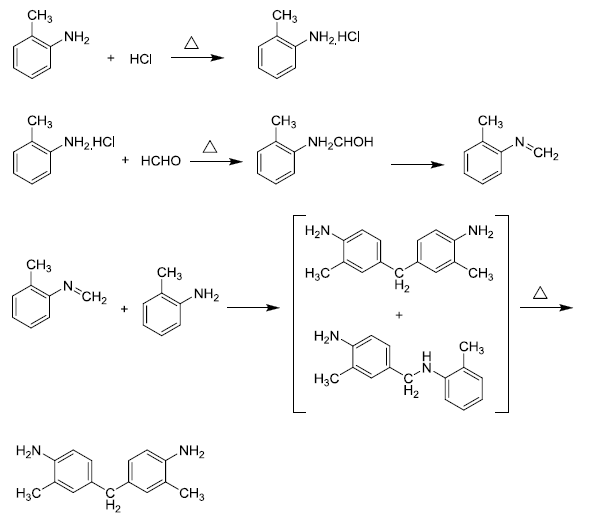 CH3 CH3
NH2 + HCl △ NH2.HCl
CH3 CH3 CH3
NH2.HCl + HCHO △ NH2CHOH N=CH2
H2N NH2
H3C C H2 CH3
CH3 CH3
N=CH2 + NH2 + △
H2N H N CH3
H3C C H2
H2N NH2
H3C C H2 CH3